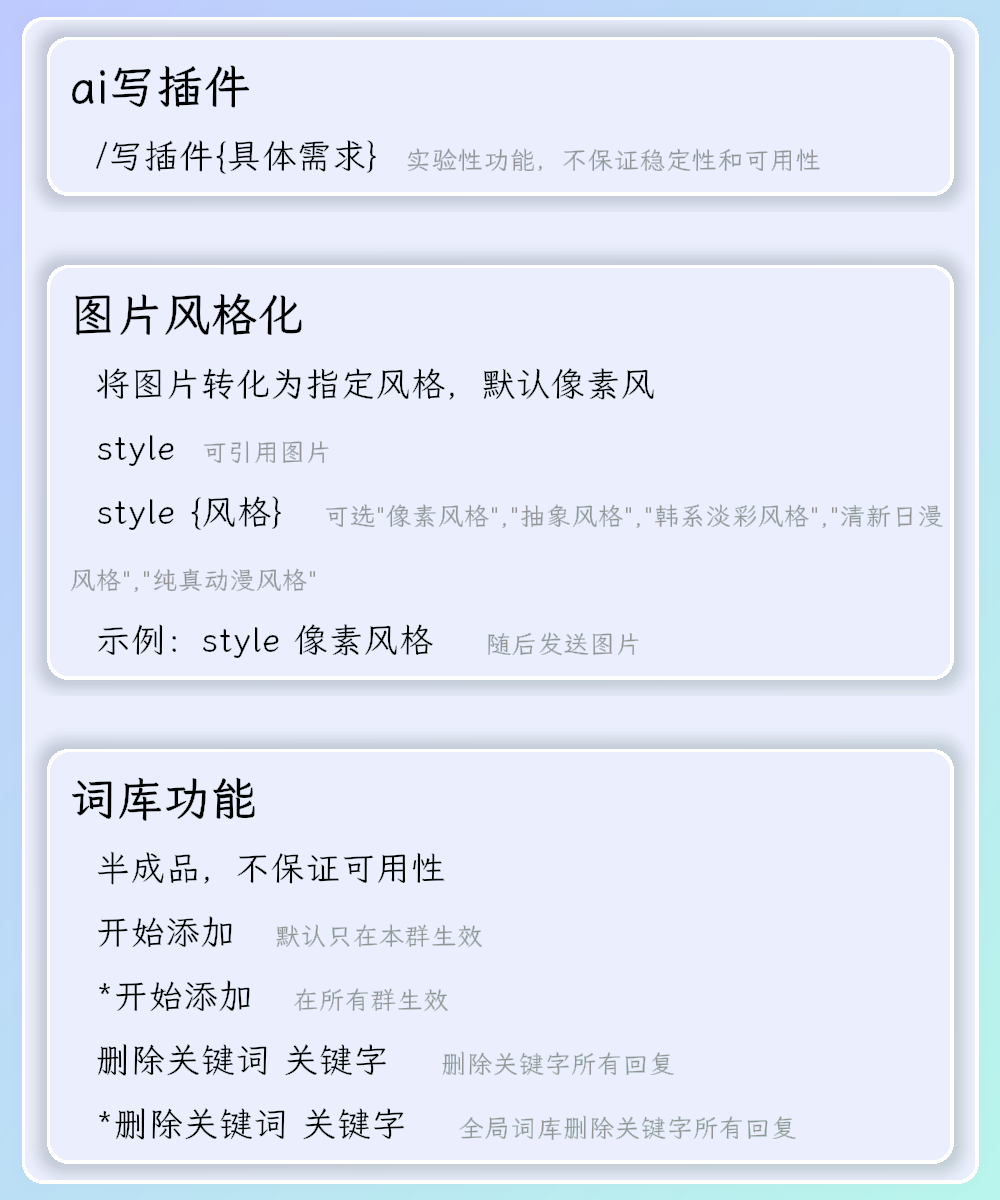 ai写插件
/写插件{具体需求} 实验性功能，不保证稳定性和可用性
图片风格化
将图片转化为指定风格，默认像素风
style 可引用图片
style {风格} 可选"像素风格","抽象风格","韩系淡彩风格","清新日漫
风格","纯真动漫风格"
示例：style 像素风格 随后发送图片
词库功能
半成品，不保证可用性
开始添加 默认只在本群生效
*开始添加 在所有群生效
删除关键词 关键字 删除关键字所有回复
*删除关键词 关键字 全局词库删除关键字所有回复